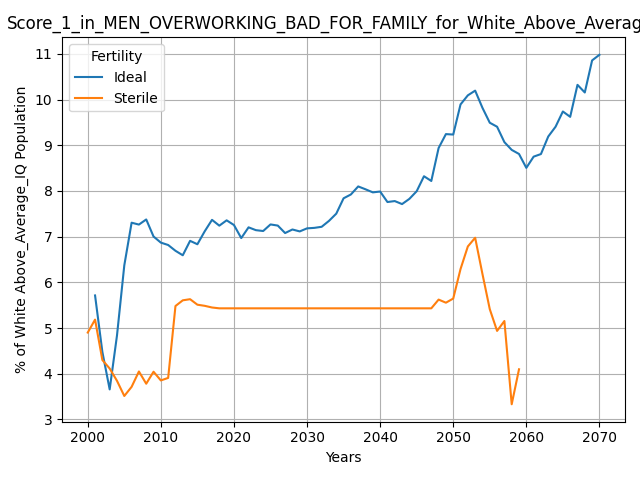 Score_1_in_MEN_OVERWORKING_BAD_FOR_FAMILY_for_White_Above_Averag
Fertility
Ideal
Sterile
% of White Above_Average_IQ Population
11
10
9
8
7
6
5
4
3
2000 2010 2020 2030 2040 2050 2060 2070
Years